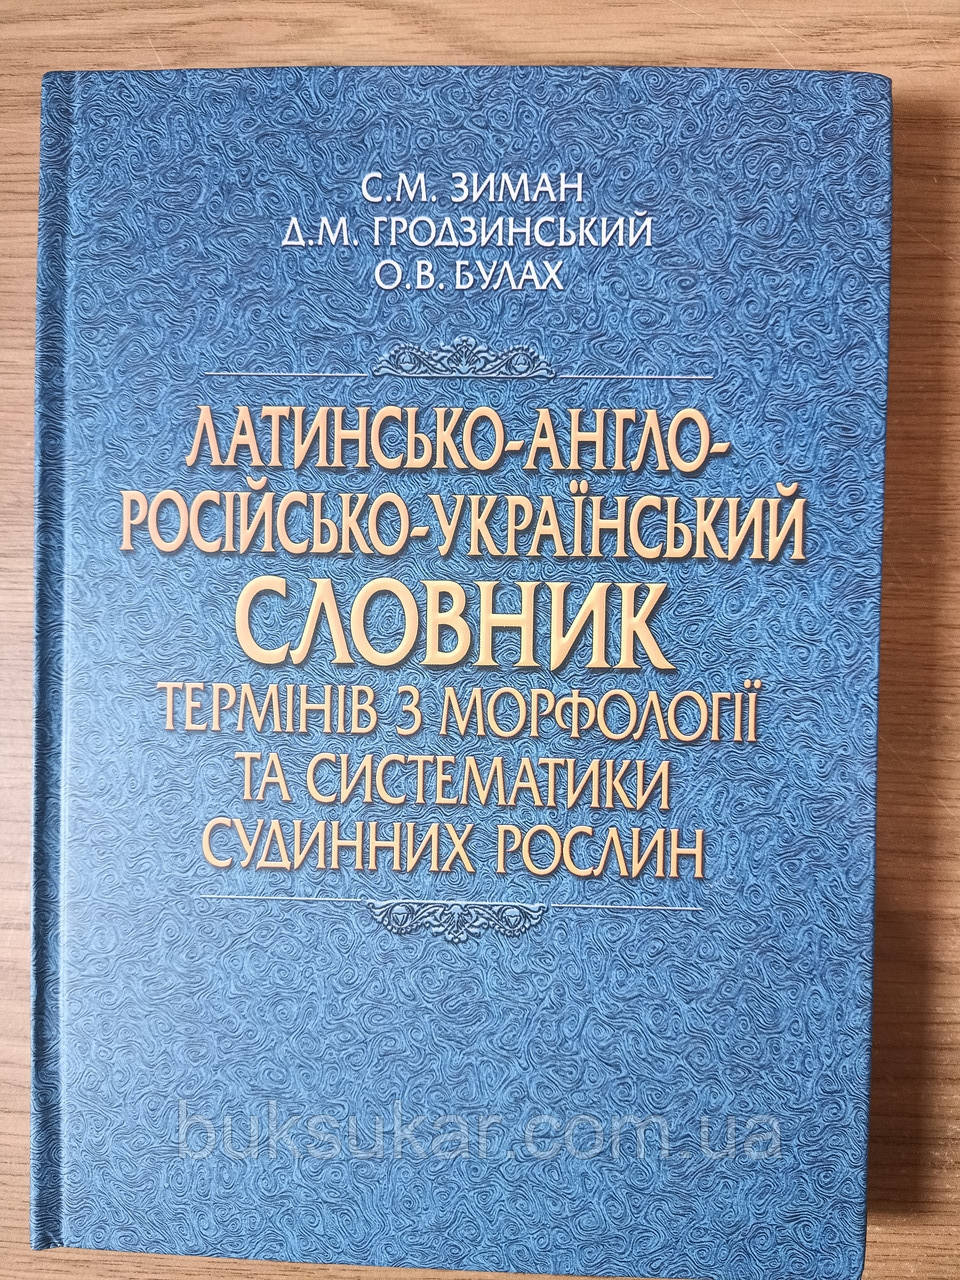 С.М. ЗИМАН
Д.М. ГРОДЗИНСЬКИЙ
О.В. БУЛАХ
ЛАТИНСЬКО-АНГЛО-
РОСІЙСЬКО-УКРАЇНСЬКИЙ
СЛОВНИК
ТЕРМІНІВ З МОРФОЛОГІЇ
ТА СИСТЕМАТИКИ
СУДИННИХ РОСЛИН
buksukar.com.ua